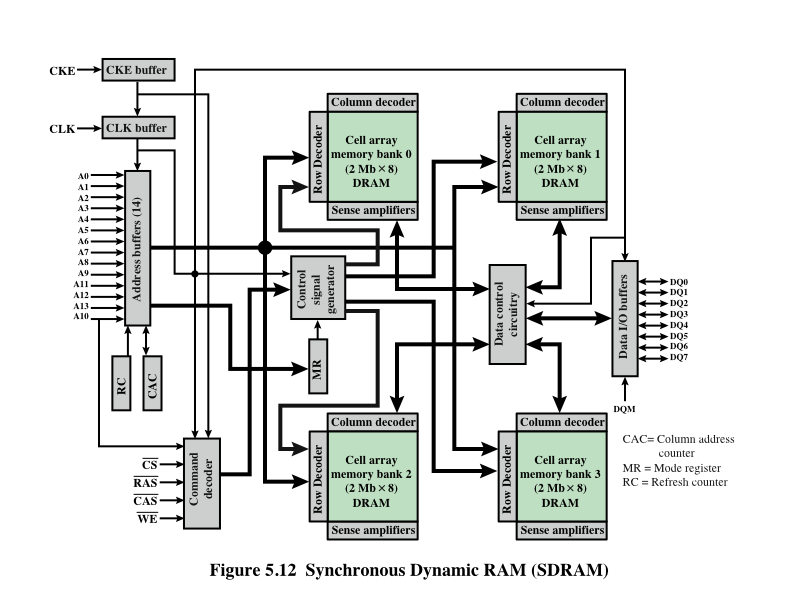 CKE
CKE buffer
CLK
CLK buffer
A0
A1
A2
A3
A4
A5
A6
A7
A8
A9
A11
A12
A13
A10
Address buffers (14)
RC
CAC
CS
RAS
CAS
WE
Command
decoder
Control
signal
generator
MR
Column decoder
Row Decoder
Cell array
memory bank 0
(2 Mb × 8)
DRAM
Sense amplifiers
Column decoder
Row Decoder
Cell array
memory bank 1
(2 Mb × 8)
DRAM
Sense amplifiers
Data control
circuitry
Data I/O buffers
DQ0
DQ1
DQ2
DQ3
DQ4
DQ5
DQ6
DQ7
DQM
Column decoder
Row Decoder
Cell array
memory bank 2
(2 Mb × 8)
DRAM
Sense amplifiers
Column decoder
Row Decoder
Cell array
memory bank 3
(2 Mb × 8)
DRAM
Sense amplifiers
CAC= Column address
counter
MR = Mode register
RC = Refresh counter
Figure 5.12 Synchronous Dynamic RAM (SDRAM)